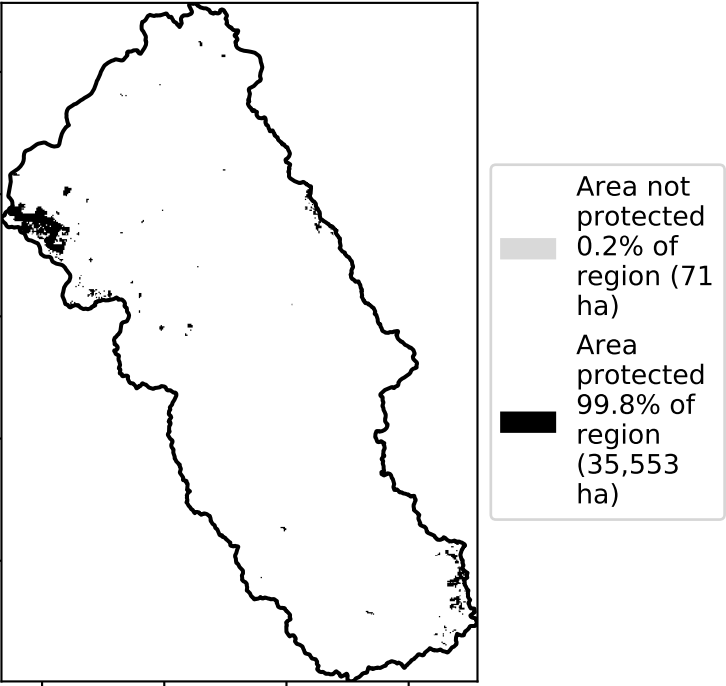 Area not
protected
0.2% of
region (71
ha)
Area
protected
99.8% of
region
(35,553
ha)